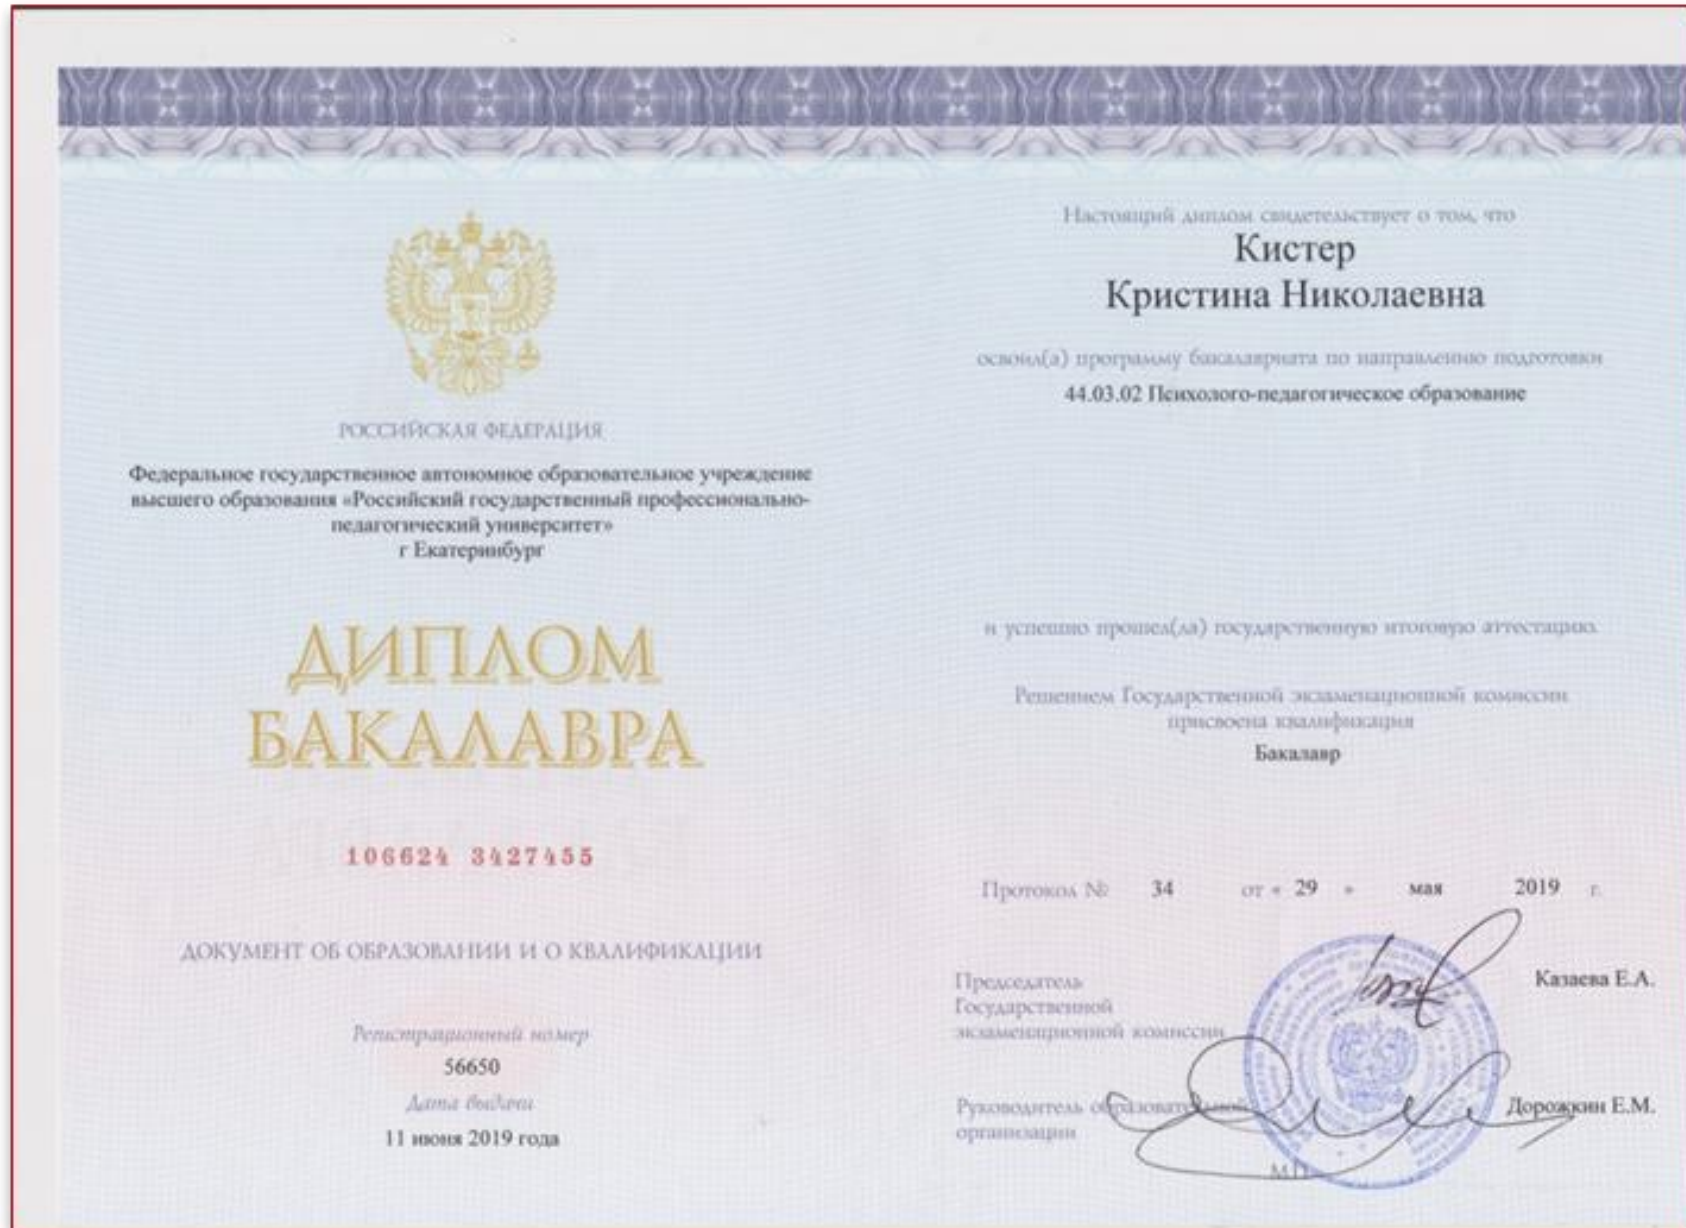 РОССИЙСКАЯ ФЕДЕРАЦИЯ
Федеральное государственное автономное образовательное учреждение
высшего образования «Российский государственный профессионально-
педагогический университет»
г Екатеринбург
ДИПЛОМ
БАКАЛАВРА
106624 3427455
ДОКУМЕНТ ОБ ОБРАЗОВАНИИ И О КВАЛИФИКАЦИИ
Регистрационный номер
56650
Дата выдачи
11 июня 2019 года
Настоящий диплом свидетельствует о том, что
Кистер
Кристина Николаевна
освоил(а) программу бакалавриата по направлению подготовки
44.03.02 Психолого-педагогическое образование
и успешно прошел(ла) государственную итоговую аттестацию.
Решением Государственной экзаменационной комиссии
присвоена квалификация
Бакалавр
Протокол № 34 от « 29 » мая 2019 г.
Председатель
Государственной
экзаменационной комиссии
Казаева Е.А.
Руководитель образовательной
организации
Дорожкин Е.М.
М.П.